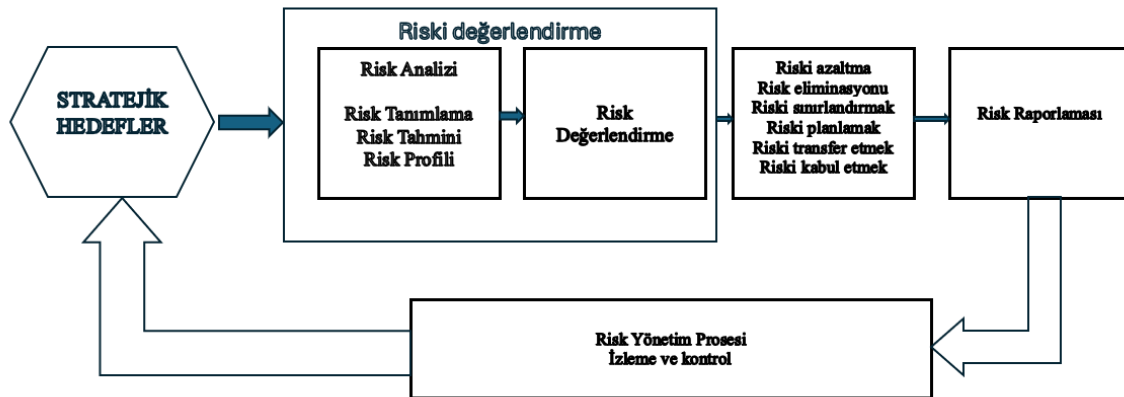 Riski değerlendirme
STRATEJİK
HEDEFLER
Risk Analizi
Risk Tanımlama
Risk Tahmini
Risk Profili
Risk
Değerlendirme
Riski azaltma
Risk eliminasyonu
Riski sınırlandırmak
Riski planlamak
Riski transfer etmek
Riski kabul etmek
Risk Raporlaması
Risk Yönetim Prosesi
İzleme ve kontrol